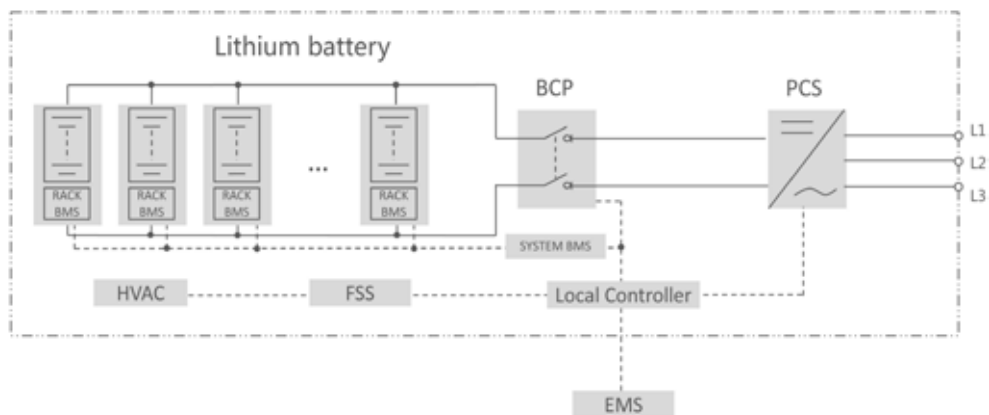 Lithium battery
BCP
PCS
L1
L2
L3
...
RACK
BMS
RACK
BMS
RACK
BMS
RACK
BMS
SYSTEM BMS
HVAC
FSS
Local Controller
EMS